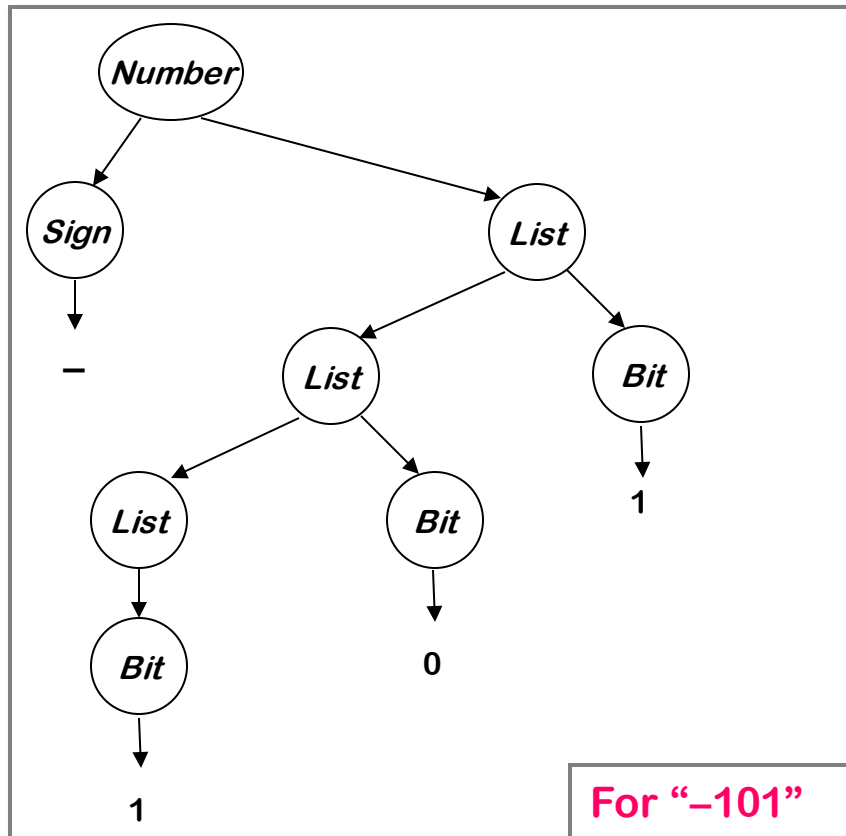 Number
Sign
List
–
List
Bit
List
Bit
1
Bit
0
1
For “–101”